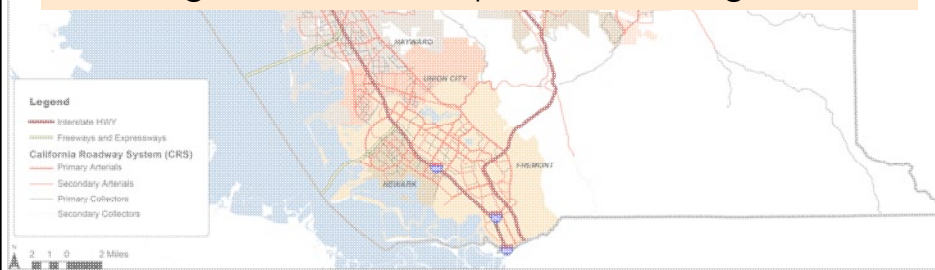 HAYWARD
UNION CITY
Legend
Interstate HWY
Freeways and Expressways
California Roadway System (CRS)
Primary Arterials
Secondary Arterials
Primary Collectors
Secondary Collectors
FREMONT
NEWARK
N
2 1 0 2 Miles